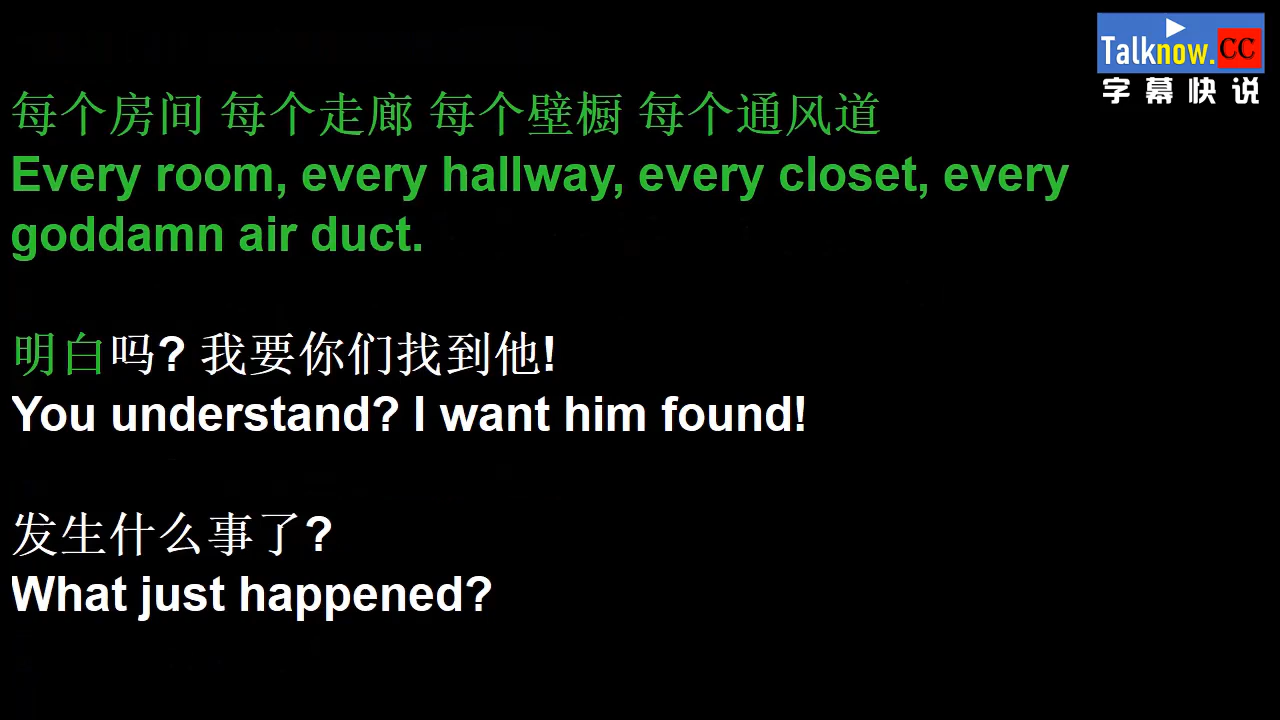 Talknow.CC
字幕快说
每个房间 每个走廊 每个壁橱 每个通风道
Every room, every hallway, every closet, every
goddamn air duct.
明白吗? 我要你们找到他!
You understand? I want him found!
发生什么事了?
What just happened?